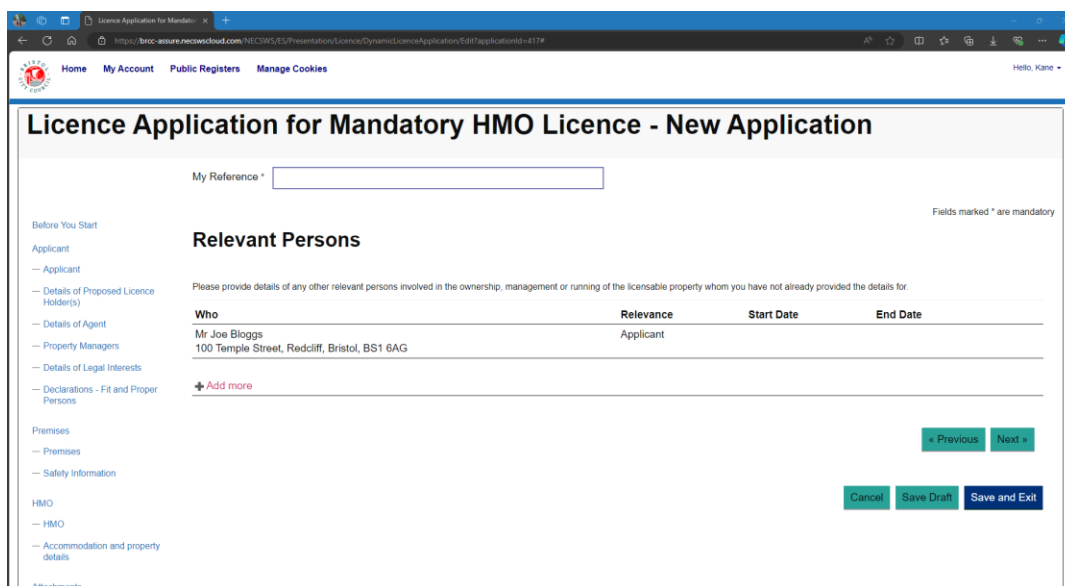 Licence Application for Mandator
https://brcc-assure.necswscloud.com/NECSWS/ES/Presentation/Licence/DynamicLicenceApplication/Edit?applicationId=417#
BRISTOL
CITY COUNCIL
Home My Account Public Registers Manage Cookies
Hello, Kane
Licence Application for Mandatory HMO Licence - New Application
My Reference *
Fields marked * are mandatory
Before You Start
Applicant
— Applicant
— Details of Proposed Licence
Holder(s)
— Details of Agent
— Property Managers
— Details of Legal Interests
— Declarations - Fit and Proper
Persons
Premises
— Premises
— Safety Information
HMO
— HMO
— Accommodation and property
details
Attachments
Relevant Persons
Please provide details of any other relevant persons involved in the ownership, management or running of the licensable property whom you have not already provided the details for.
Who Relevance Start Date End Date
Mr Joe Bloggs Applicant
100 Temple Street, Redcliff, Bristol, BS1 6AG
+ Add more
« Previous Next »
Cancel Save Draft Save and Exit